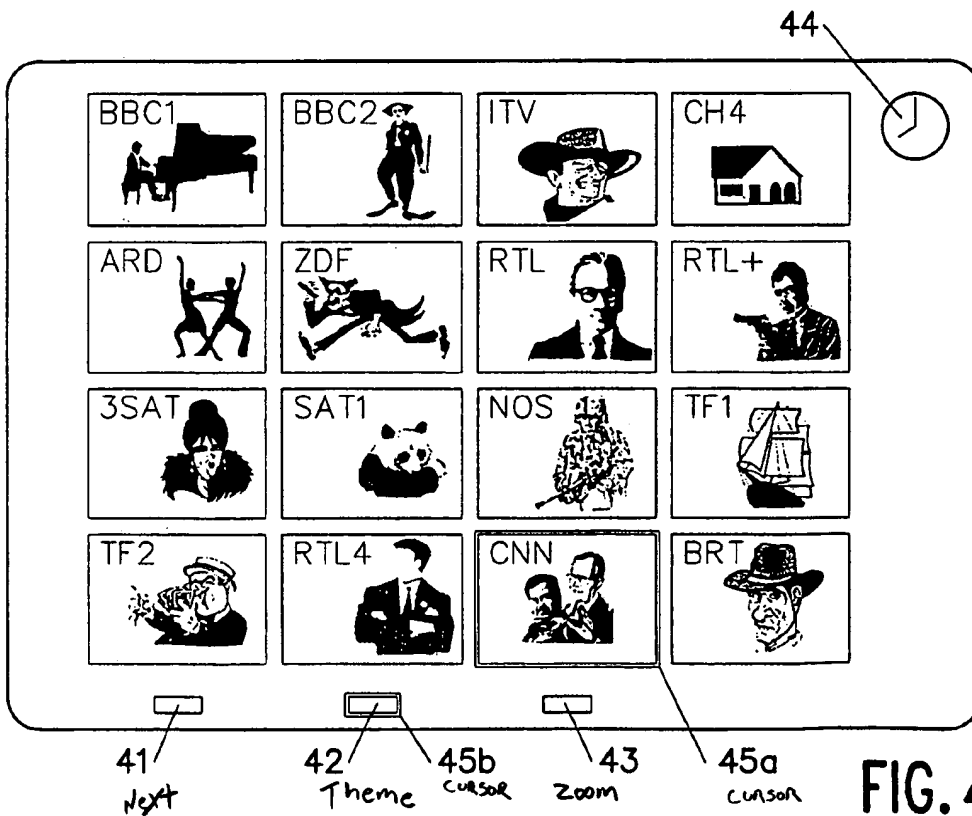 44
BBC1 BBC2 ITV CH4
ARD ZDF RTL RTL+
3SAT SAT1 NOS TF1
TF2 RTL4 CNN BRT
41 42 45b 43 45a
Next Theme CURSOR Zoom CURSOR
FIG. 4